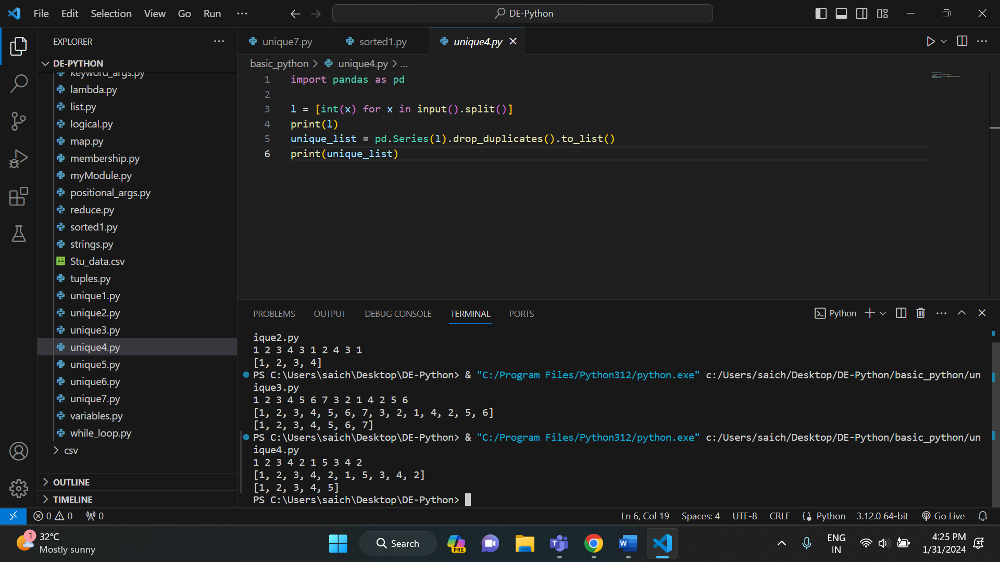 File Edit Selection View Go Run ...
DE-Python
EXPLORER
DE-PYTHON
keyword_args.py
lambda.py
list.py
logical.py
map.py
membership.py
myModule.py
positional_args.py
reduce.py
sorted1.py
strings.py
Stu_data.csv
tuples.py
unique1.py
unique2.py
unique3.py
unique4.py
unique5.py
unique6.py
unique7.py
variables.py
while_loop.py
csv
OUTLINE
TIMELINE
unique7.py sorted1.py unique4.py
basic_python > unique4.py > ...
1 import pandas as pd
2
3 l = [int(x) for x in input().split()]
4 print(l)
5 unique_list = pd.Series(l).drop_duplicates().to_list()
6 print(unique_list)
PROBLEMS OUTPUT DEBUG CONSOLE TERMINAL PORTS
Python
ique2.py
1 2 3 4 3 1 2 4 3 1
[1, 2, 3, 4]
PS C:\Users\saich\Desktop\DE-Python> & "C:/Program Files/Python312/python.exe" c:/Users/saich/Desktop/DE-Python/basic_python/un
ique3.py
1 2 3 4 5 6 7 3 2 1 4 2 5 6
[1, 2, 3, 4, 5, 6, 7, 3, 2, 1, 4, 2, 5, 6]
[1, 2, 3, 4, 5, 6, 7]
PS C:\Users\saich\Desktop\DE-Python> & "C:/Program Files/Python312/python.exe" c:/Users/saich/Desktop/DE-Python/basic_python/un
ique4.py
1 2 3 4 2 1 5 3 4 2
[1, 2, 3, 4, 2, 1, 5, 3, 4, 2]
[1, 2, 3, 4, 5]
PS C:\Users\saich\Desktop\DE-Python>
0 0 0
Ln 6, Col 19 Spaces: 4 UTF-8 CRLF Python 3.12.0 64-bit Go Live
1 32°C
Mostly sunny
Search
PRE
ENG
IN
4:25 PM
1/31/2024